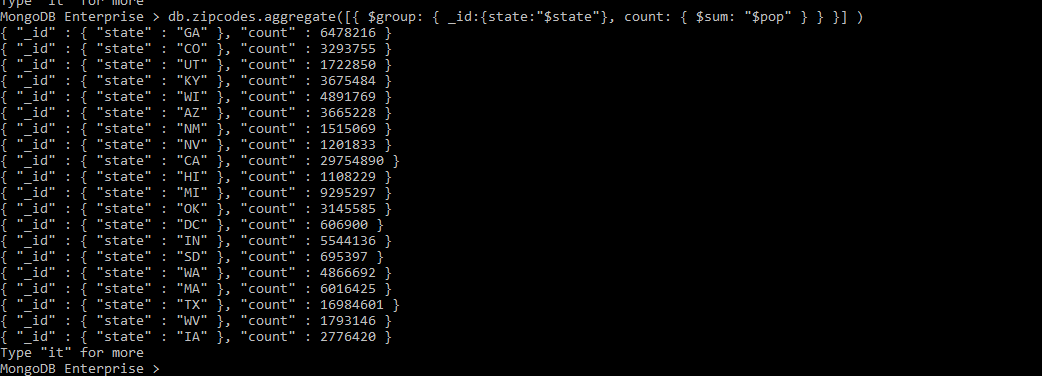 Type "it" for more
MongoDB Enterprise > db.zipcodes.aggregate([{ $group: { _id:{state:"$state"}, count: { $sum: "$pop" } } }] )
{ "_id" : { "state" : "GA" }, "count" : 6478216 }
{ "_id" : { "state" : "CO" }, "count" : 3293755 }
{ "_id" : { "state" : "UT" }, "count" : 1722850 }
{ "_id" : { "state" : "KY" }, "count" : 3675484 }
{ "_id" : { "state" : "WI" }, "count" : 4891769 }
{ "_id" : { "state" : "AZ" }, "count" : 3665228 }
{ "_id" : { "state" : "NM" }, "count" : 1515069 }
{ "_id" : { "state" : "NV" }, "count" : 1201833 }
{ "_id" : { "state" : "CA" }, "count" : 29754890 }
{ "_id" : { "state" : "HI" }, "count" : 1108229 }
{ "_id" : { "state" : "MI" }, "count" : 9295297 }
{ "_id" : { "state" : "OK" }, "count" : 3145585 }
{ "_id" : { "state" : "DC" }, "count" : 606900 }
{ "_id" : { "state" : "IN" }, "count" : 5544136 }
{ "_id" : { "state" : "SD" }, "count" : 695397 }
{ "_id" : { "state" : "WA" }, "count" : 4866692 }
{ "_id" : { "state" : "MA" }, "count" : 6016425 }
{ "_id" : { "state" : "TX" }, "count" : 16984601 }
{ "_id" : { "state" : "WV" }, "count" : 1793146 }
{ "_id" : { "state" : "IA" }, "count" : 2776420 }
Type "it" for more
MongoDB Enterprise >